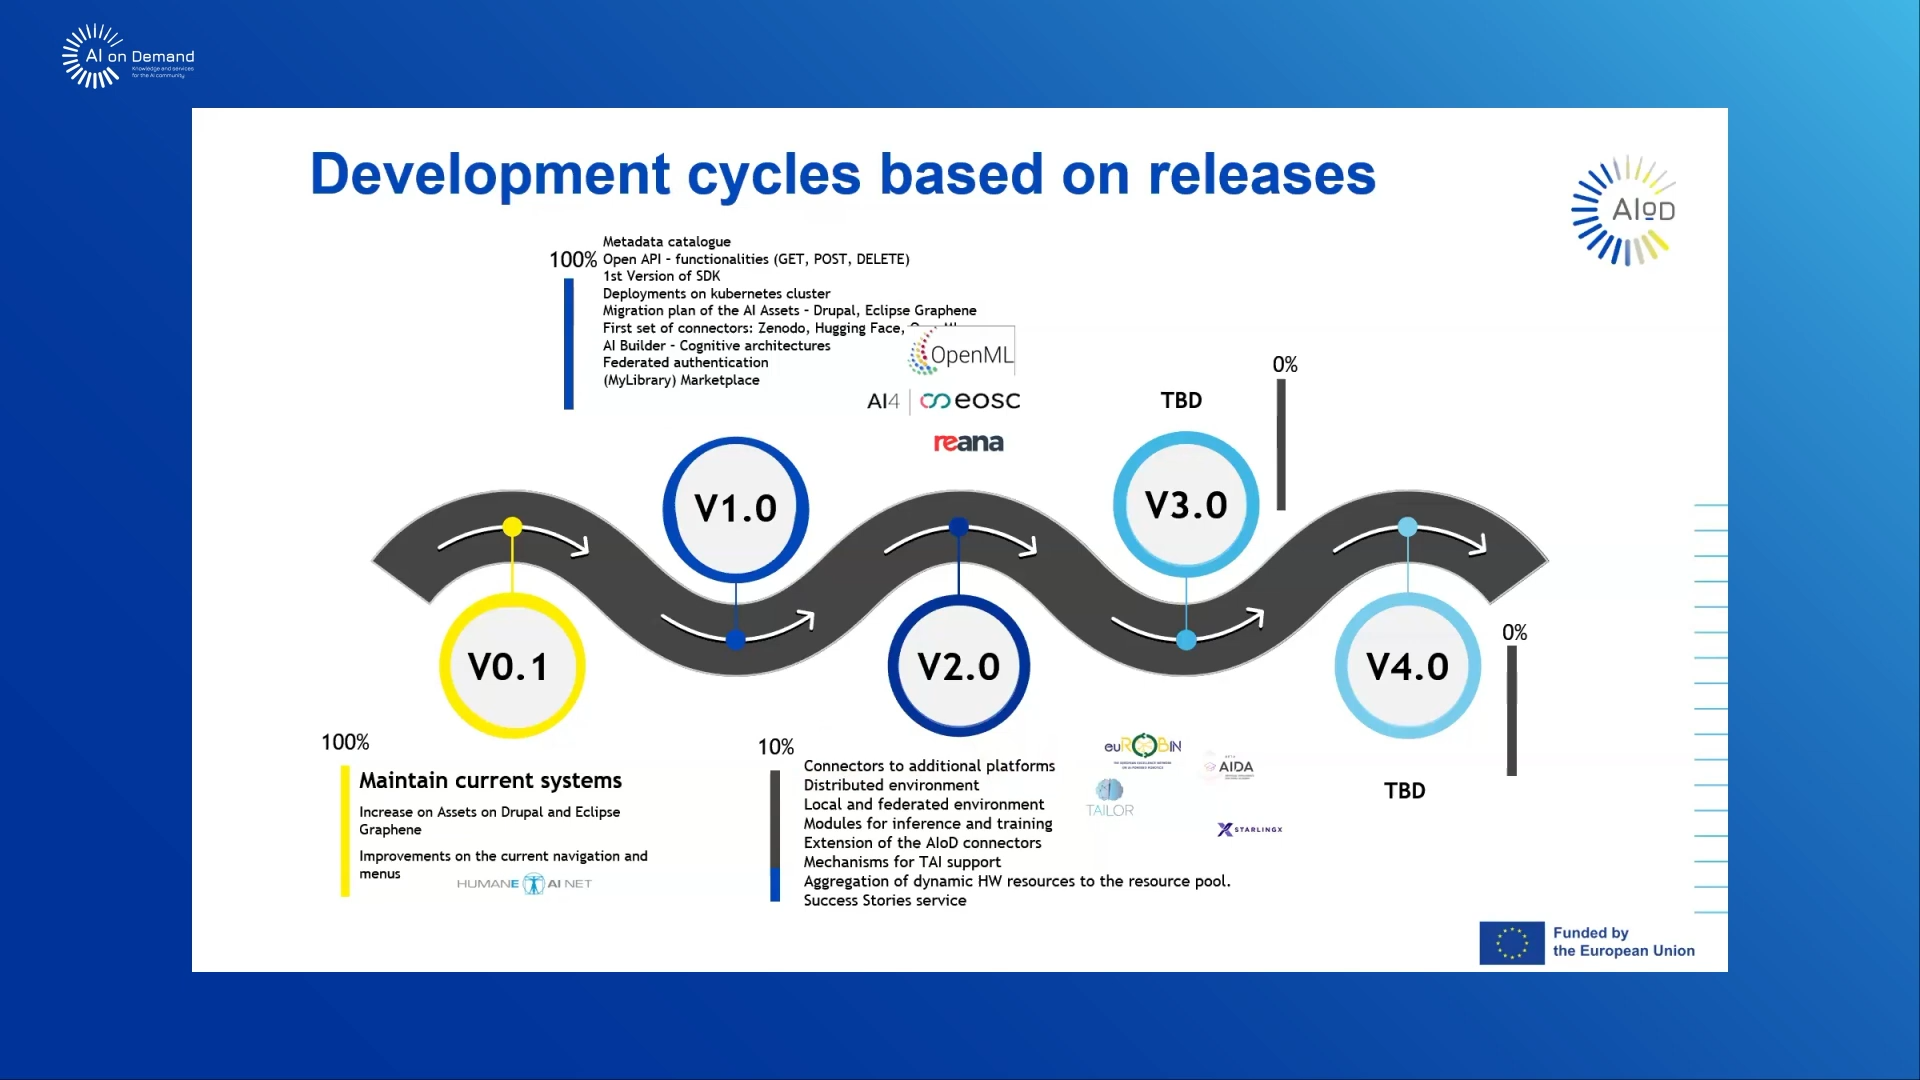 AI on Demand
Knowledge and services
for the AI community
Development cycles based on releases
AIoD
100%
Metadata catalogue
Open API - functionalities (GET, POST, DELETE)
1st Version of SDK
Deployments on kubernetes cluster
Migration plan of the AI Assets - Drupal, Eclipse Graphene
First set of connectors: Zenodo, Hugging Face,
AI Builder - Cognitive architectures
Federated authentication
(MyLibrary) Marketplace
OpenML
AI4 eosc
reana
TBD
0%
V1.0
V3.0
V0.1
V2.0
V4.0
0%
TBD
100%
Maintain current systems
Increase on Assets on Drupal and Eclipse
Graphene
Improvements on the current navigation and
menus
HUMANE AI NET
10%
Connectors to additional platforms
Distributed environment
Local and federated environment
Modules for inference and training
Extension of the AIoD connectors
Mechanisms for TAI support
Aggregation of dynamic HW resources to the resource pool.
Success Stories service
euROBIN
AIDA
TAILOR
STARLINGX
Funded by
the European Union